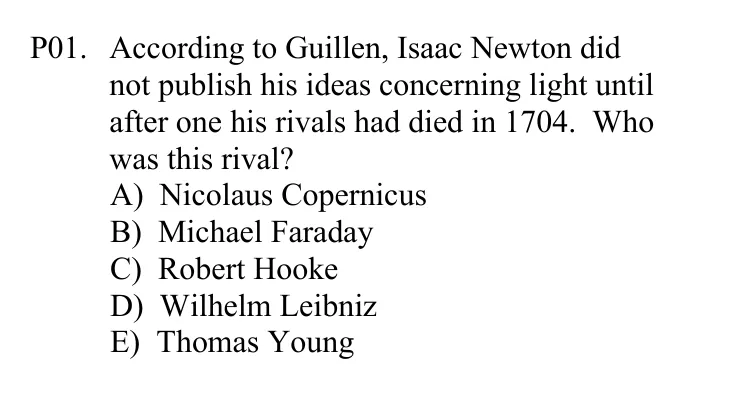 P01. According to Guillen, Isaac Newton did
not publish his ideas concerning light until
after one his rivals had died in 1704. Who
was this rival?
A) Nicolaus Copernicus
B) Michael Faraday
C) Robert Hooke
D) Wilhelm Leibniz
E) Thomas Young